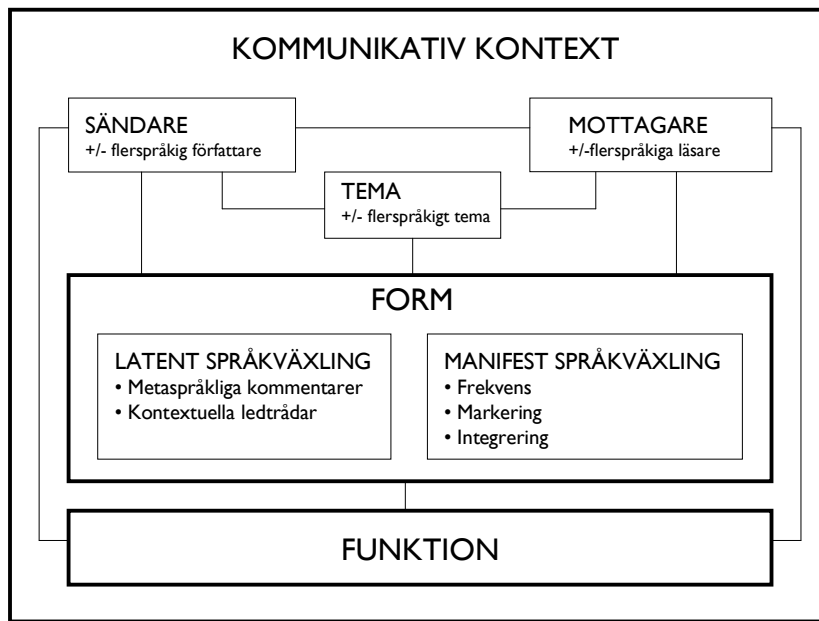 KOMMUNIKATIV KONTEXT
SÄNDARE
+/- flerspråkig författare
MOTTAGARE
+/-flerspråkiga läsare
TEMA
+/- flerspråkigt tema
FORM
LATENT SPRÅKVÄXLING
• Metaspråkliga kommentarer
• Kontextuella ledtrådar
MANIFEST SPRÅKVÄXLING
• Frekvens
• Markering
• Integrering
FUNKTION